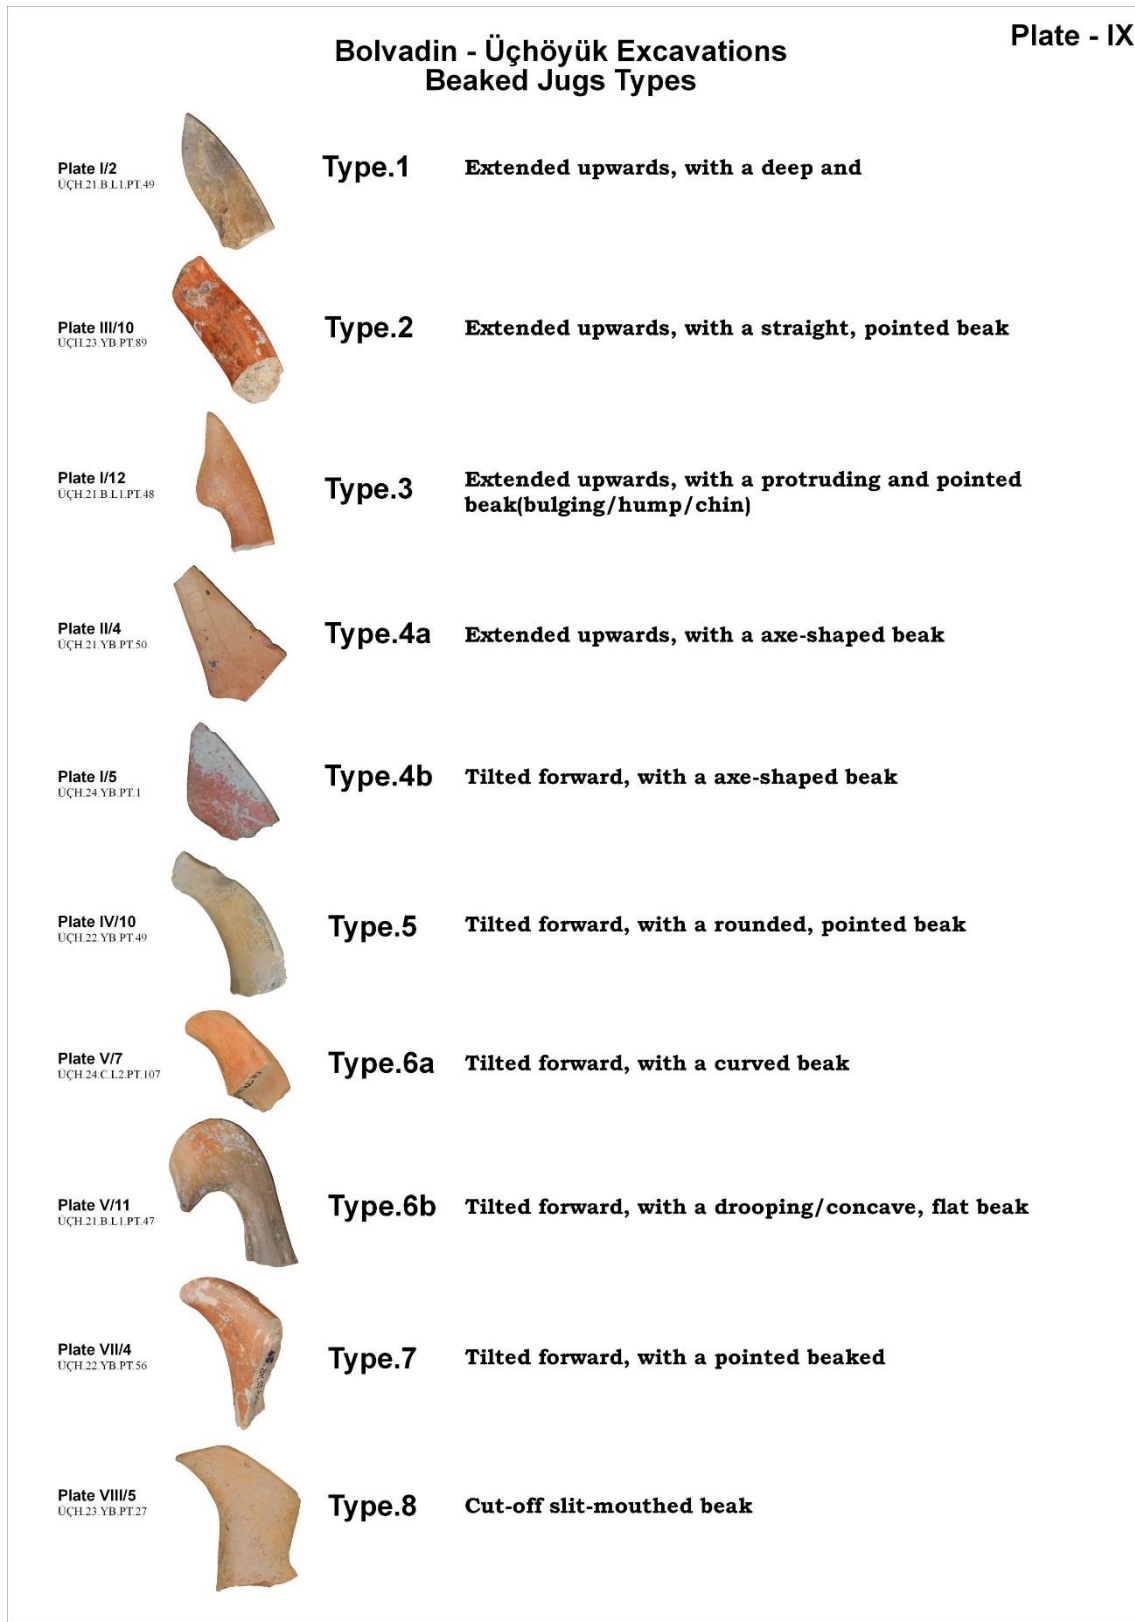 Plate - IX
Bolvadin - Üçhöyük Excavations
Beaked Jugs Types
Plate I/2
ÜÇH.21.B.L1.PT.49
Type.1
Extended upwards, with a deep and
Plate III/10
ÜÇH.23.YB.PT.89
Type.2
Extended upwards, with a straight, pointed beak
Plate I/12
ÜÇH.21.B.L1.PT.48
Type.3
Extended upwards, with a protruding and pointed
beak(bulging/hump/chin)
Plate II/4
ÜÇH.21.YB.PT.50
Type.4a
Extended upwards, with a axe-shaped beak
Plate I/5
ÜÇH.24.YB.PT.1
Type.4b
Tilted forward, with a axe-shaped beak
Plate IV/10
ÜÇH.22.YB.PT.49
Type.5
Tilted forward, with a rounded, pointed beak
Plate V/7
ÜÇH.24.C.L2.PT.107
Type.6a
Tilted forward, with a curved beak
Plate V/11
ÜÇH.21.B.L1.PT.47
Type.6b
Tilted forward, with a drooping/concave, flat beak
Plate VII/4
ÜÇH.22.YB.PT.56
Type.7
Tilted forward, with a pointed beaked
Plate VIII/5
ÜÇH.23.YB.PT.27
Type.8
Cut-off slit-mouthed beak